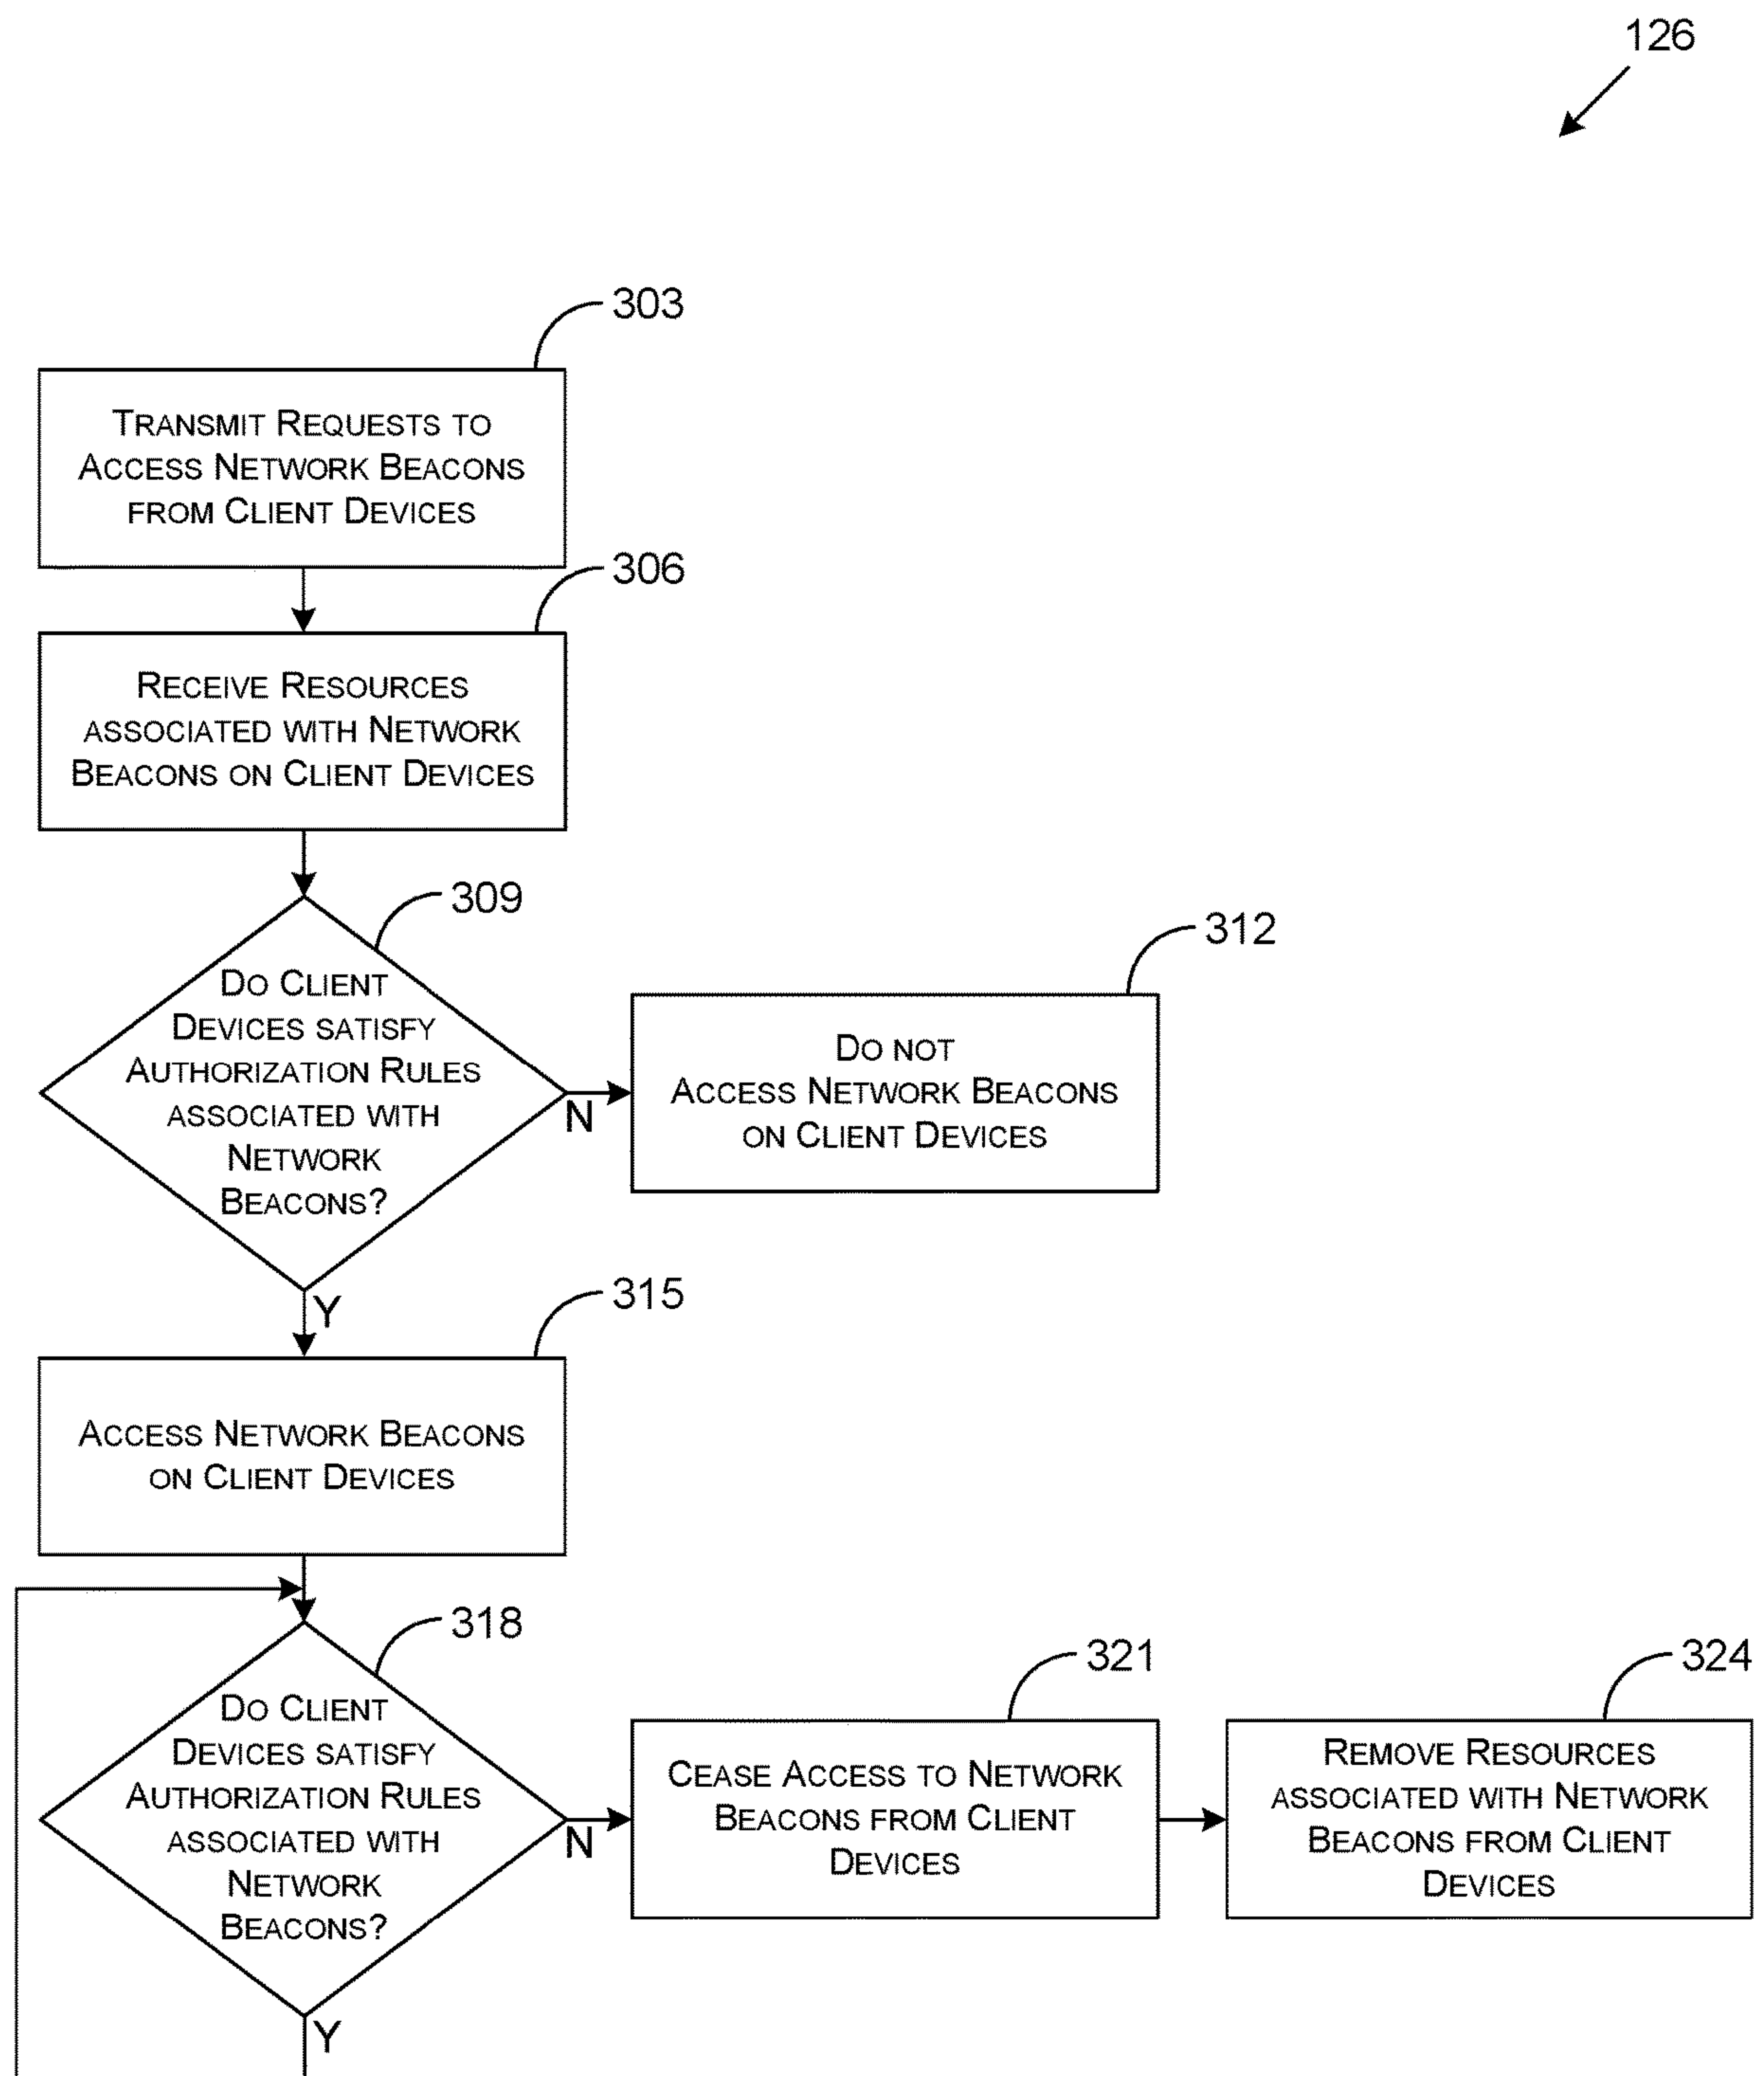 126
303
Transmit Requests to
Access Network Beacons
from Client Devices
306
Receive Resources
associated with Network
Beacons on Client Devices
309
Do Client
Devices satisfy
Authorization Rules
associated with
Network
Beacons?
N
Y
312
Do not
Access Network Beacons
on Client Devices
315
Access Network Beacons
on Client Devices
318
Do Client
Devices satisfy
Authorization Rules
associated with
Network
Beacons?
N
Y
321
Cease Access to Network
Beacons from Client
Devices
324
Remove Resources
associated with Network
Beacons from Client
Devices